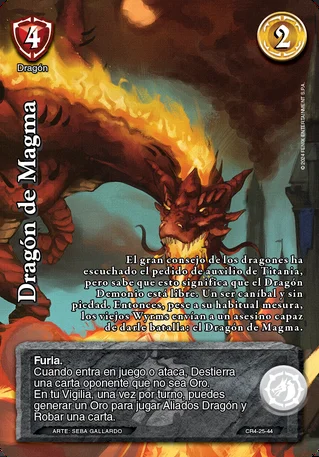 4
2
Dragón
Dragón de Magma
© 2024 FENIX ENTERTAINMENT S.P.A.
El gran consejo de los dragones ha
escuchado el pedido de auxilio de Titania,
pero sabe que esto significa que el Dragón
Demonio está libre. Un ser caníbal y sin
piedad. Entonces, pese a su habitual mesura,
los viejos Wyrms envían a un asesino capaz
de darle batalla: el Dragón de Magma.
Furia.
Cuando entra en juego o ataca, Destierra
una carta oponente que no sea Oro.
En tu Vigilia, una vez por turno, puedes
generar un Oro para jugar Aliados Dragón y
Robar una carta.
ARTE: SEBA GALLARDO
CR4-25-44